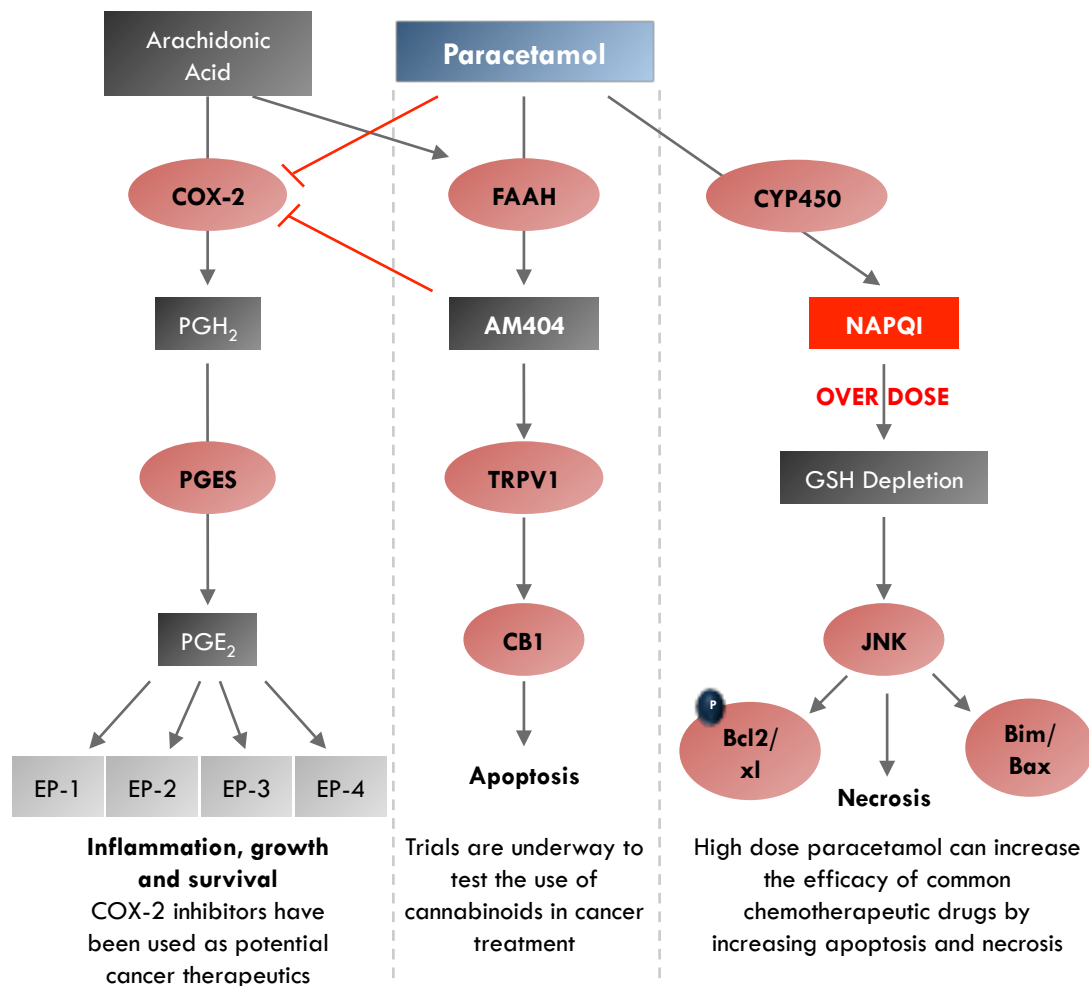 Arachidonic
Acid
Paracetamol
COX-2
FAAH
CYP450
PGH₂
AM404
NAPQI
OVER DOSE
PGES
TRPV1
GSH Depletion
PGE₂
CB1
JNK
P
Bcl2/
xl
Bim/
Bax
EP-1
EP-2
EP-3
EP-4
Apoptosis
Necrosis
Inflammation, growth
and survival
COX-2 inhibitors have
been used as potential
cancer therapeutics
Trials are underway to
test the use of
cannabinoids in cancer
treatment
High dose paracetamol can increase
the efficacy of common
chemotherapeutic drugs by
increasing apoptosis and necrosis